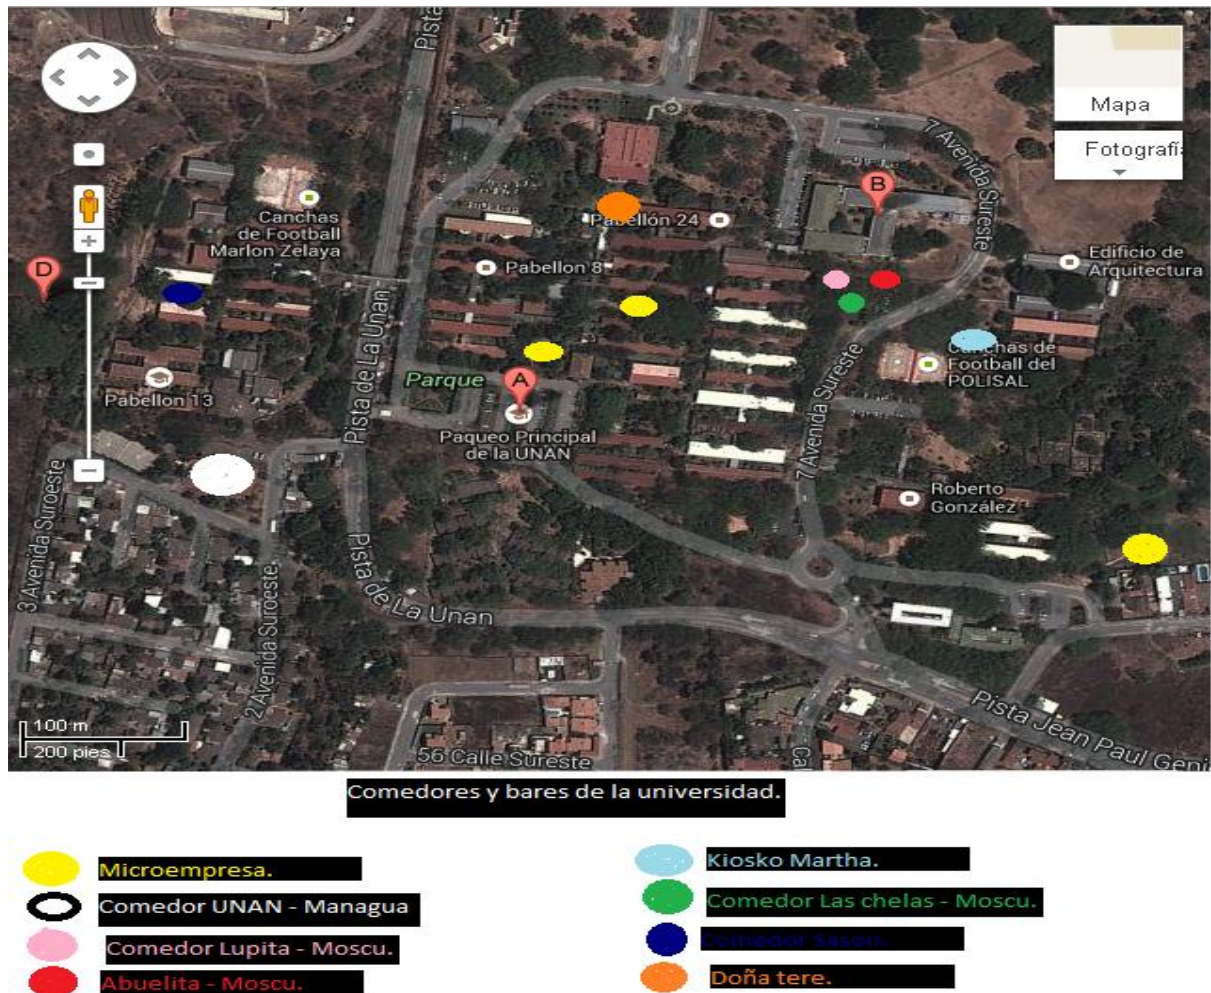 Pista
Mapa
Fotografí
7 Avenida Sureste
B
Canchas
de Football
Marlon Zelaya
Pabellón 24
D
Pabellon 8
Edificio de
Arquitectura
Pista de La Unan
Canchas de
Football del
POLISAL
Parque
A
Pabellon 13
Paqueo Principal
de la UNAN
7 Avenida Sureste
3 Avenida Suroeste
Roberto
González
2 Avenida Suroeste
Pista de La Unan
Pista Jean Paul Geni
100 m
200 pies
56 Calle Sureste
Cal
Comedores y bares de la universidad.
Microempresa.
Comedor UNAN - Managua
Comedor Lupita - Moscu.
Abuelita - Moscu.
Kiosko Martha.
Comedor Las chelas - Moscu.
Comedor Sason.
Doña tere.